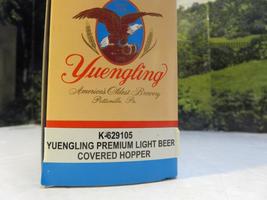 Yuengling
America's Oldest Brewery
Pottsville, Pa.
K-629105
YUENGLING PREMIUM LIGHT BEER
COVERED HOPPER